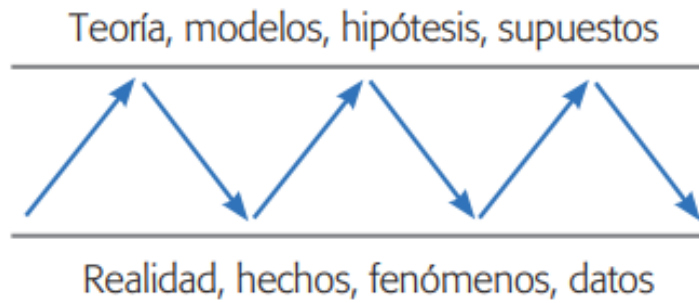 Teoría, modelos, hipótesis, supuestos
Realidad, hechos, fenómenos, datos